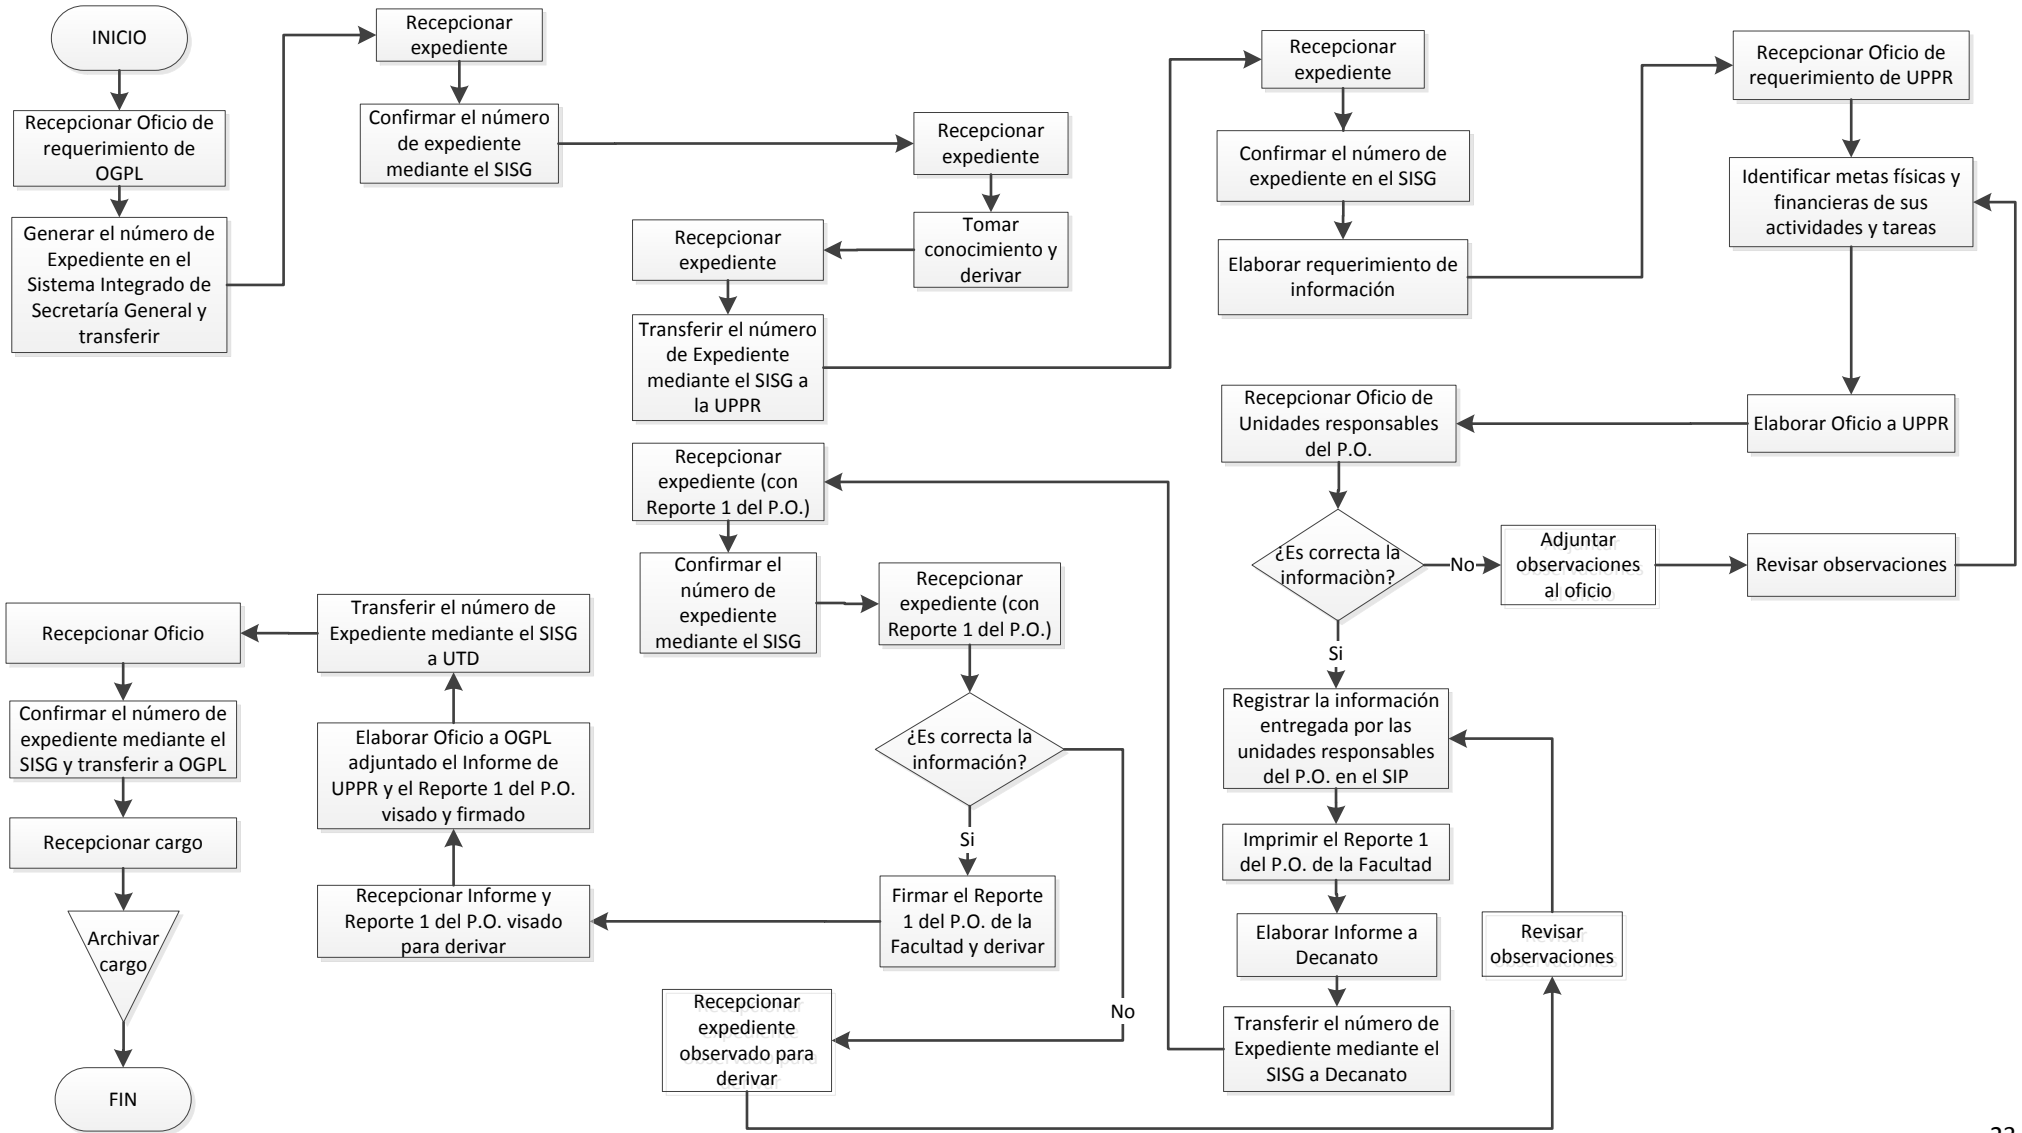 INICIO
Recepcionar Oficio de
requerimiento de
OGPL
Generar el número de
Expediente en el
Sistema Integrado de
Secretaría General y
transferir
Recepcionar
expediente
Confirmar el número
de expediente
mediante el SISG
Recepcionar
expediente
Tomar
conocimiento y
derivar
Recepcionar
expediente
Transferir el número
de Expediente
mediante el SISG a
la UPPR
Recepcionar
expediente
Confirmar el número de
expediente en el SISG
Elaborar requerimiento de
información
Recepcionar Oficio de
requerimiento de UPPR
Identificar metas físicas y
financieras de sus
actividades y tareas
Elaborar Oficio a UPPR
Recepcionar Oficio de
Unidades responsables
del P.O.
¿Es correcta la
informaciòn?
No
Adjuntar
observaciones
al oficio
Revisar observaciones
Si
Registrar la información
entregada por las
unidades responsables
del P.O. en el SIP
Imprimir el Reporte 1
del P.O. de la Facultad
Elaborar Informe a
Decanato
Transferir el número de
Expediente mediante el
SISG a Decanato
Recepcionar
expediente (con
Reporte 1 del P.O.)
Confirmar el
número de
expediente
mediante el SISG
Recepcionar
expediente (con
Reporte 1 del P.O.)
¿Es correcta la
información?
No
Recepcionar
expediente
observado para
derivar
Revisar
observaciones
Si
Firmar el Reporte
1 del P.O. de la
Facultad y derivar
Recepcionar Informe y
Reporte 1 del P.O. visado
para derivar
Elaborar Oficio a OGPL
adjuntado el Informe de
UPPR y el Reporte 1 del P.O.
visado y firmado
Transferir el número de
Expediente mediante el SISG
a UTD
Recepcionar Oficio
Confirmar el número de
expediente mediante el
SISG y transferir a OGPL
Recepcionar cargo
Archivar
cargo
FIN